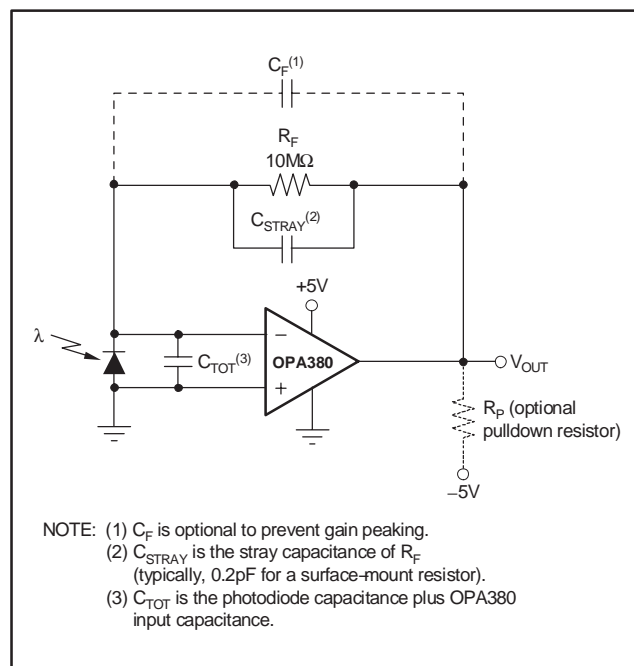 C_F(1)
R_F
10MΩ
C_STRAY(2)
+5V
λ
C_TOT(3)
−
OPA380
+
V_OUT
R_P (optional
pulldown resistor)
−5V
NOTE: (1) C_F is optional to prevent gain peaking.
(2) C_STRAY is the stray capacitance of R_F
(typically, 0.2pF for a surface-mount resistor).
(3) C_TOT is the photodiode capacitance plus OPA380
input capacitance.